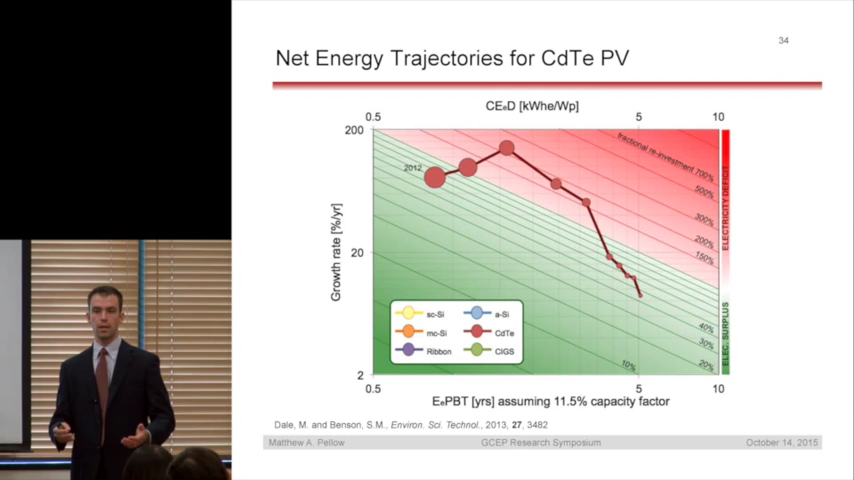 34
Net Energy Trajectories for CdTe PV
CEₑD [kWhe/Wp]
0.5 5 10
200
20
2
Growth rate [%/yr]
2012
fractional re-investment 700%
500%
300%
200%
150%
40%
30%
20%
10%
ELECTRICITY DEFICIT
ELEC. SURPLUS
sc-Si a-Si
mc-Si CdTe
Ribbon CIGS
0.5 5 10
EₑPBT [yrs] assuming 11.5% capacity factor
Dale, M. and Benson, S.M., Environ. Sci. Technol., 2013, 27, 3482
Matthew A. Pellow GCEP Research Symposium October 14, 2015